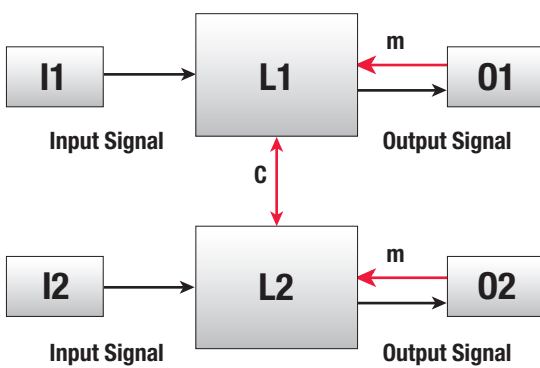 m
I1
L1
O1
Input Signal
Output Signal
C
m
I2
L2
O2
Input Signal
Output Signal